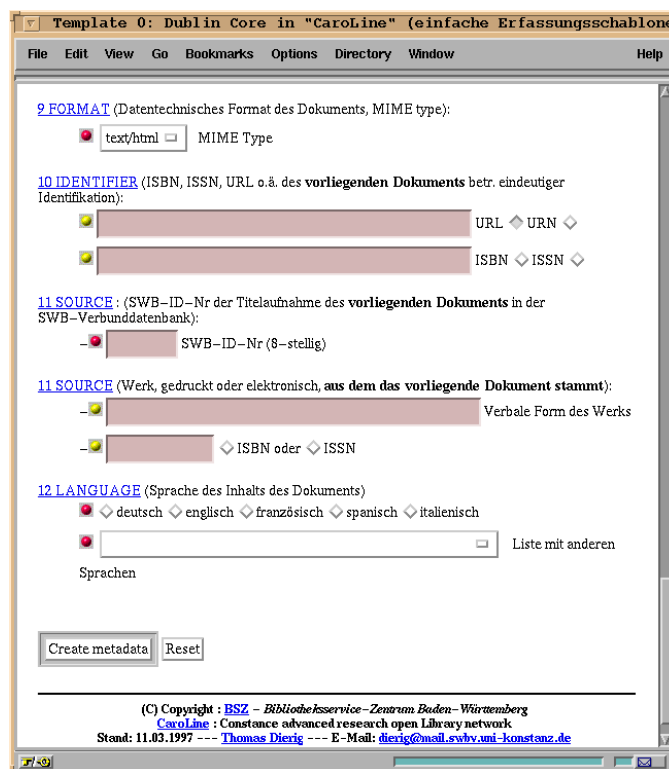 Template 0: Dublin Core in "CaroLine" (einfache Erfassungsschablone
File Edit View Go Bookmarks Options Directory Window Help
9 FORMAT (Datentechnisches Format des Dokuments, MIME type):
text/html MIME Type
10 IDENTIFIER (ISBN, ISSN, URL o.ä. des vorliegenden Dokuments betr. eindeutiger
Identifikation):
URL URN
ISBN ISSN
11 SOURCE : (SWB-ID-Nr der Titelaufnahme des vorliegenden Dokuments in der
SWB-Verbunddatenbank):
- SWB-ID-Nr (8-stellig)
11 SOURCE (Werk, gedruckt oder elektronisch, aus dem das vorliegende Dokument stammt):
- Verbale Form des Werks
- ISBN oder ISSN
12 LANGUAGE (Sprache des Inhalts des Dokuments)
deutsch englisch französisch spanisch italienisch
Liste mit anderen
Sprachen
Create metadata Reset
(C) Copyright : BSZ - Bibliotheksservice-Zentrum Baden-Württemberg
CaroLine : Constance advanced research open Library network
Stand: 11.03.1997 --- Thomas Dierig --- E-Mail: dierig@mail.swbv.uni-konstanz.de